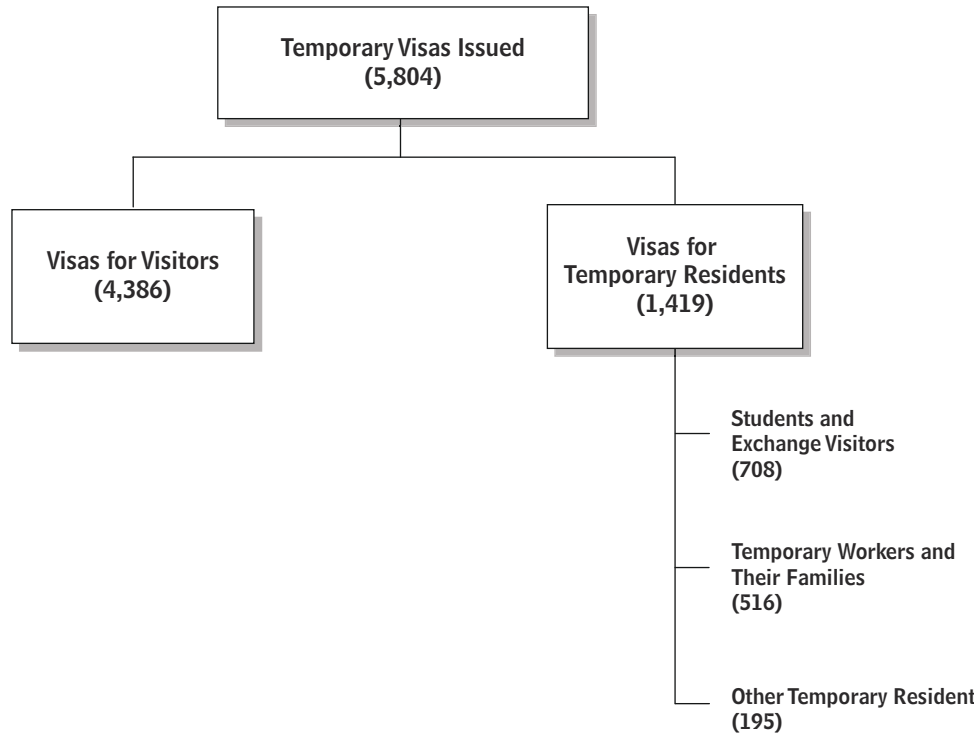 Temporary Visas Issued
(5,804)
Visas for Visitors
(4,386)
Visas for
Temporary Residents
(1,419)
Students and
Exchange Visitors
(708)
Temporary Workers and
Their Families
(516)
Other Temporary Resident
(195)